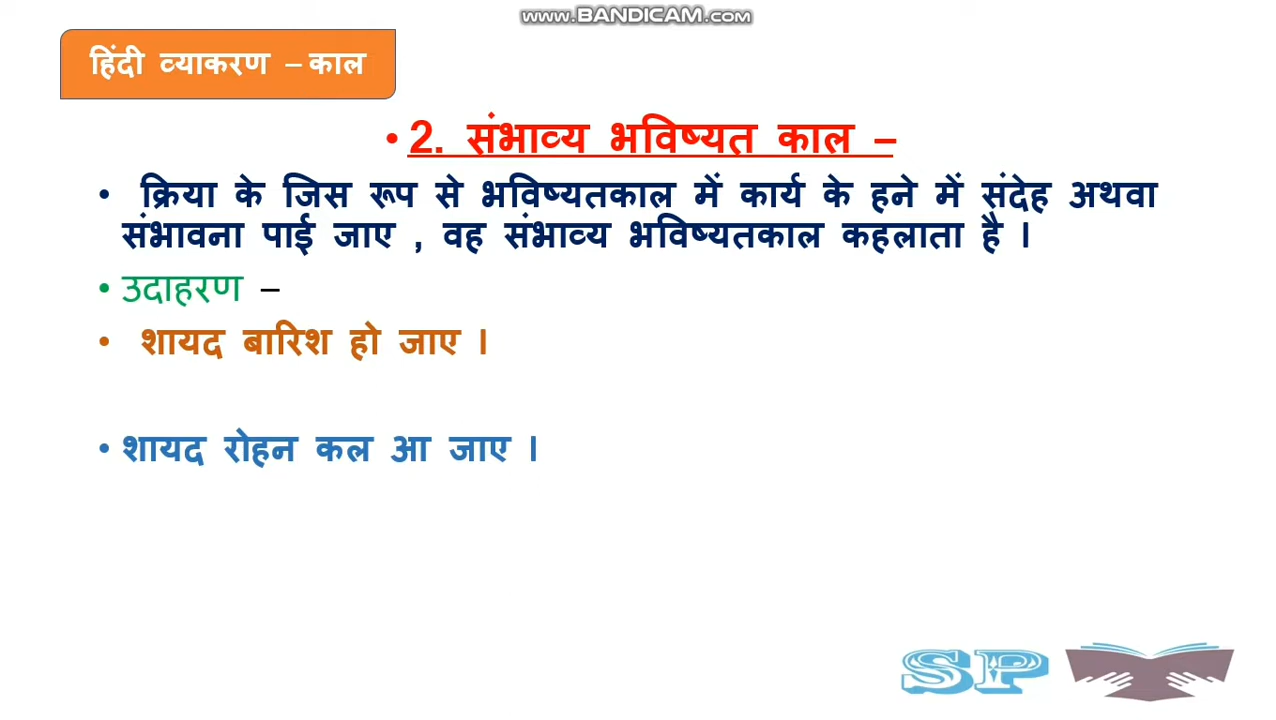 www.BANDICAM.com
हिंदी व्याकरण – काल
• 2. संभाव्य भविष्यत काल –
• क्रिया के जिस रूप से भविष्यतकाल में कार्य के हने में संदेह अथवा
संभावना पाई जाए , वह संभाव्य भविष्यतकाल कहलाता है ।
• उदाहरण –
• शायद बारिश हो जाए ।
• शायद रोहन कल आ जाए ।
SP